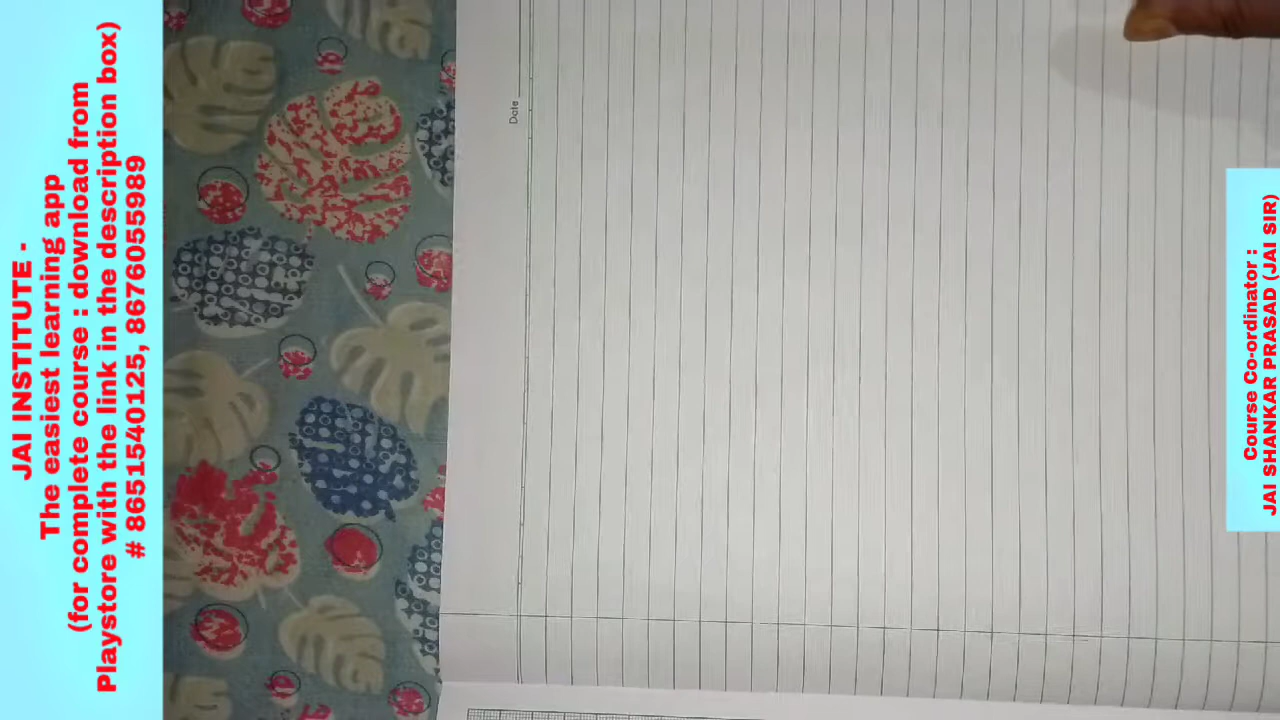 JAI INSTITUTE -
The easiest learning app
(for complete course : download from
Playstore with the link in the description box)
# 8651540125, 8676055989
Date
Course Co-ordinator :
JAI SHANKAR PRASAD (JAI SIR)